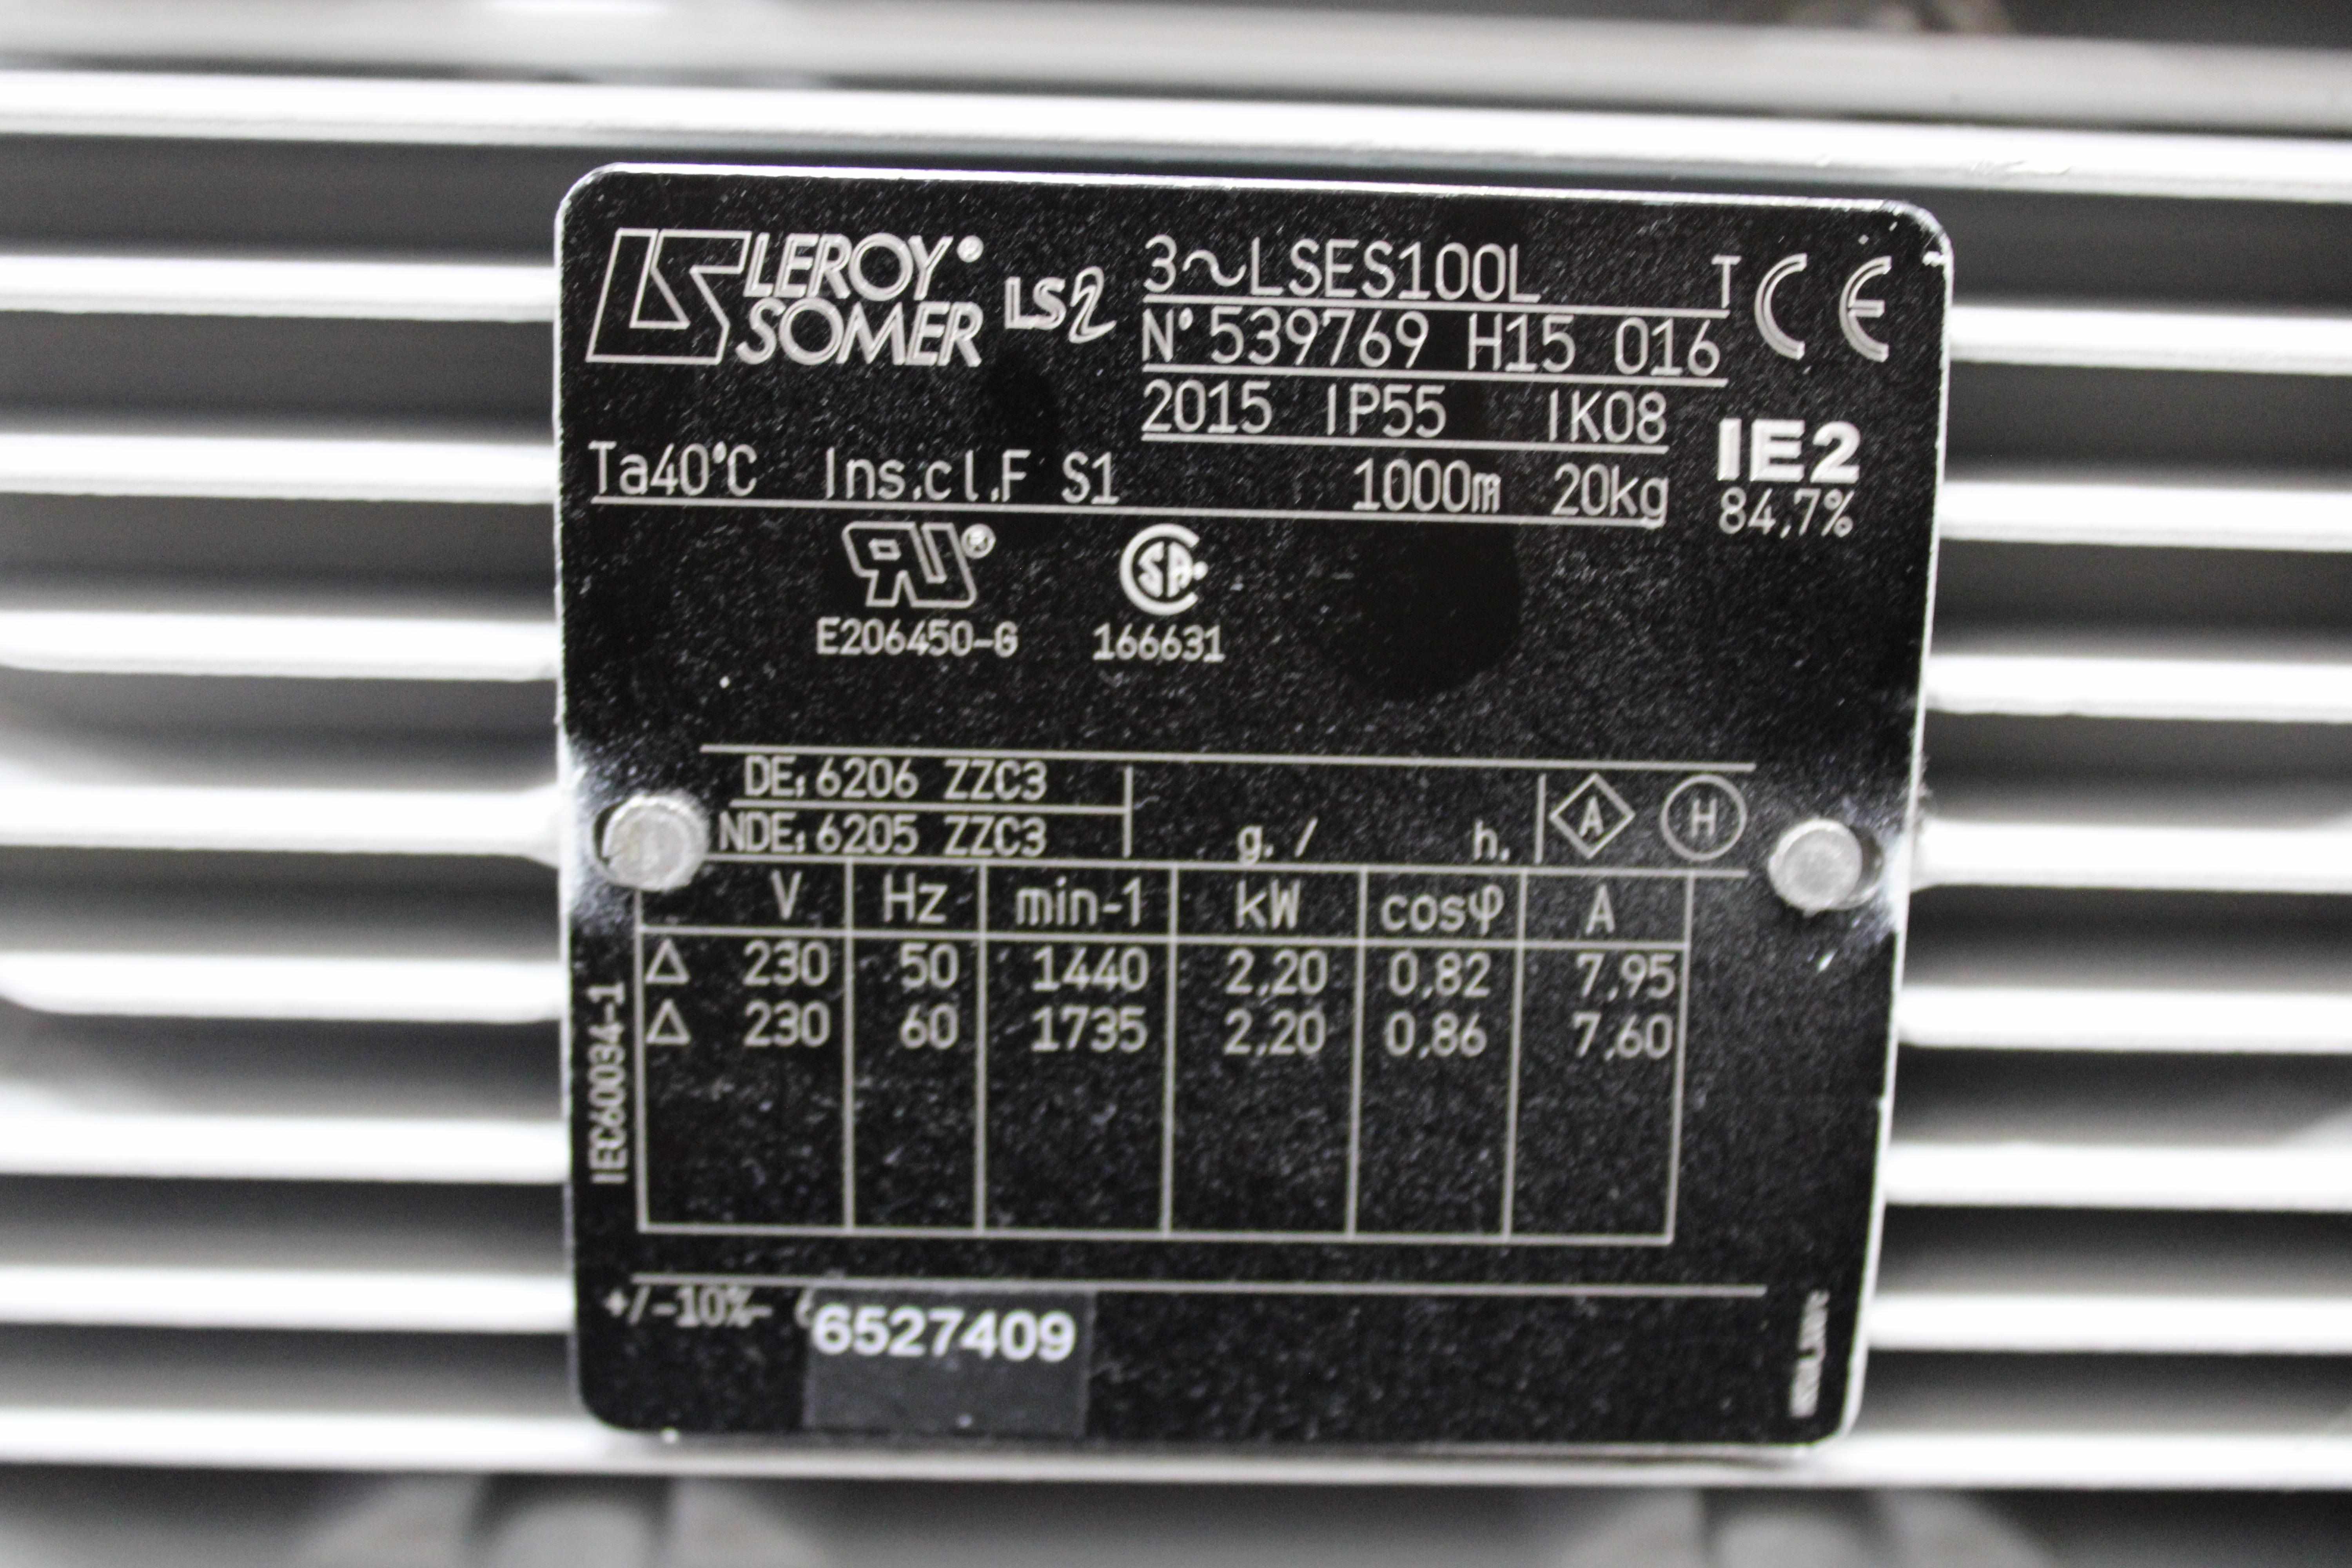 LEROY®
SOMER
LS2
3~LSES100L T
N°539769 H15 016
2015 IP55 IK08
CE
IE2
84,7%
Ta40°C Ins.cl.F S1 1000m 20kg
RU®
E206450-G
CSA
166631
DE: 6206 ZZC3
NDE: 6205 ZZC3
g. / h.
A H
V Hz min-1 kW cosφ A
Δ 230 50 1440 2,20 0,82 7,95
Δ 230 60 1735 2,20 0,86 7,60
IEC60034-1
+/-10%-
6527409